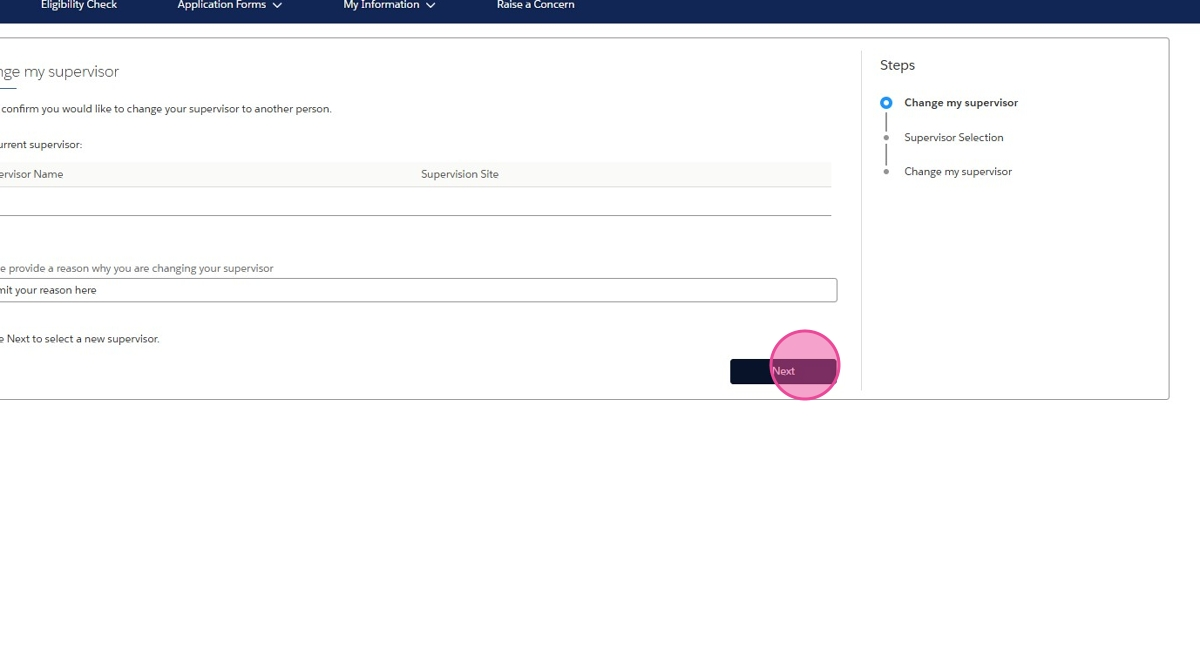 Eligibility Check Application Forms My Information Raise a Concern
nge my supervisor
confirm you would like to change your supervisor to another person.
urrent supervisor:
ervisor Name Supervision Site
e provide a reason why you are changing your supervisor
mit your reason here
e Next to select a new supervisor.
Next
Steps
Change my supervisor
Supervisor Selection
Change my supervisor